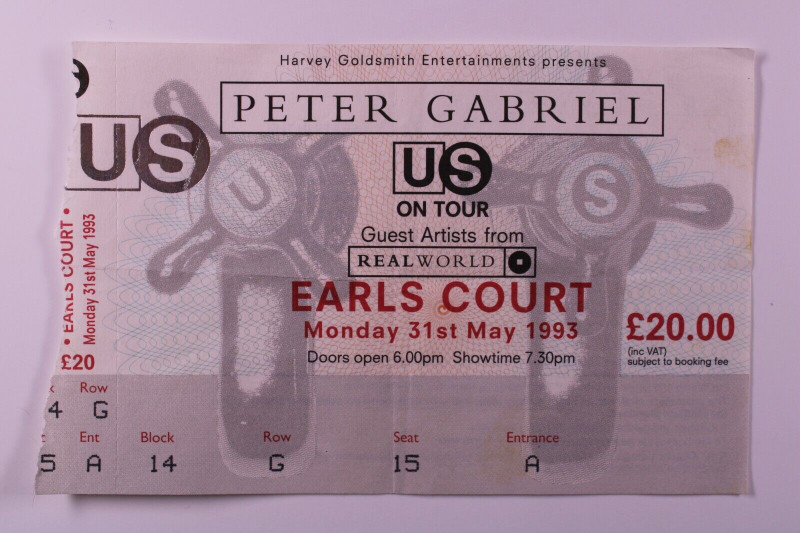 Harvey Goldsmith Entertainments presents
PETER GABRIEL
US
ON TOUR
Guest Artists from
REALWORLD
EARLS COURT
Monday 31st May 1993
Doors open 6.00pm Showtime 7.30pm
£20.00
(inc VAT)
subject to booking fee
Block Row Seat Entrance
14 G 15 A
U
S
US
• EARLS COURT •
Monday 31st May 1993
£20
Row
4 G
Ent
5 A